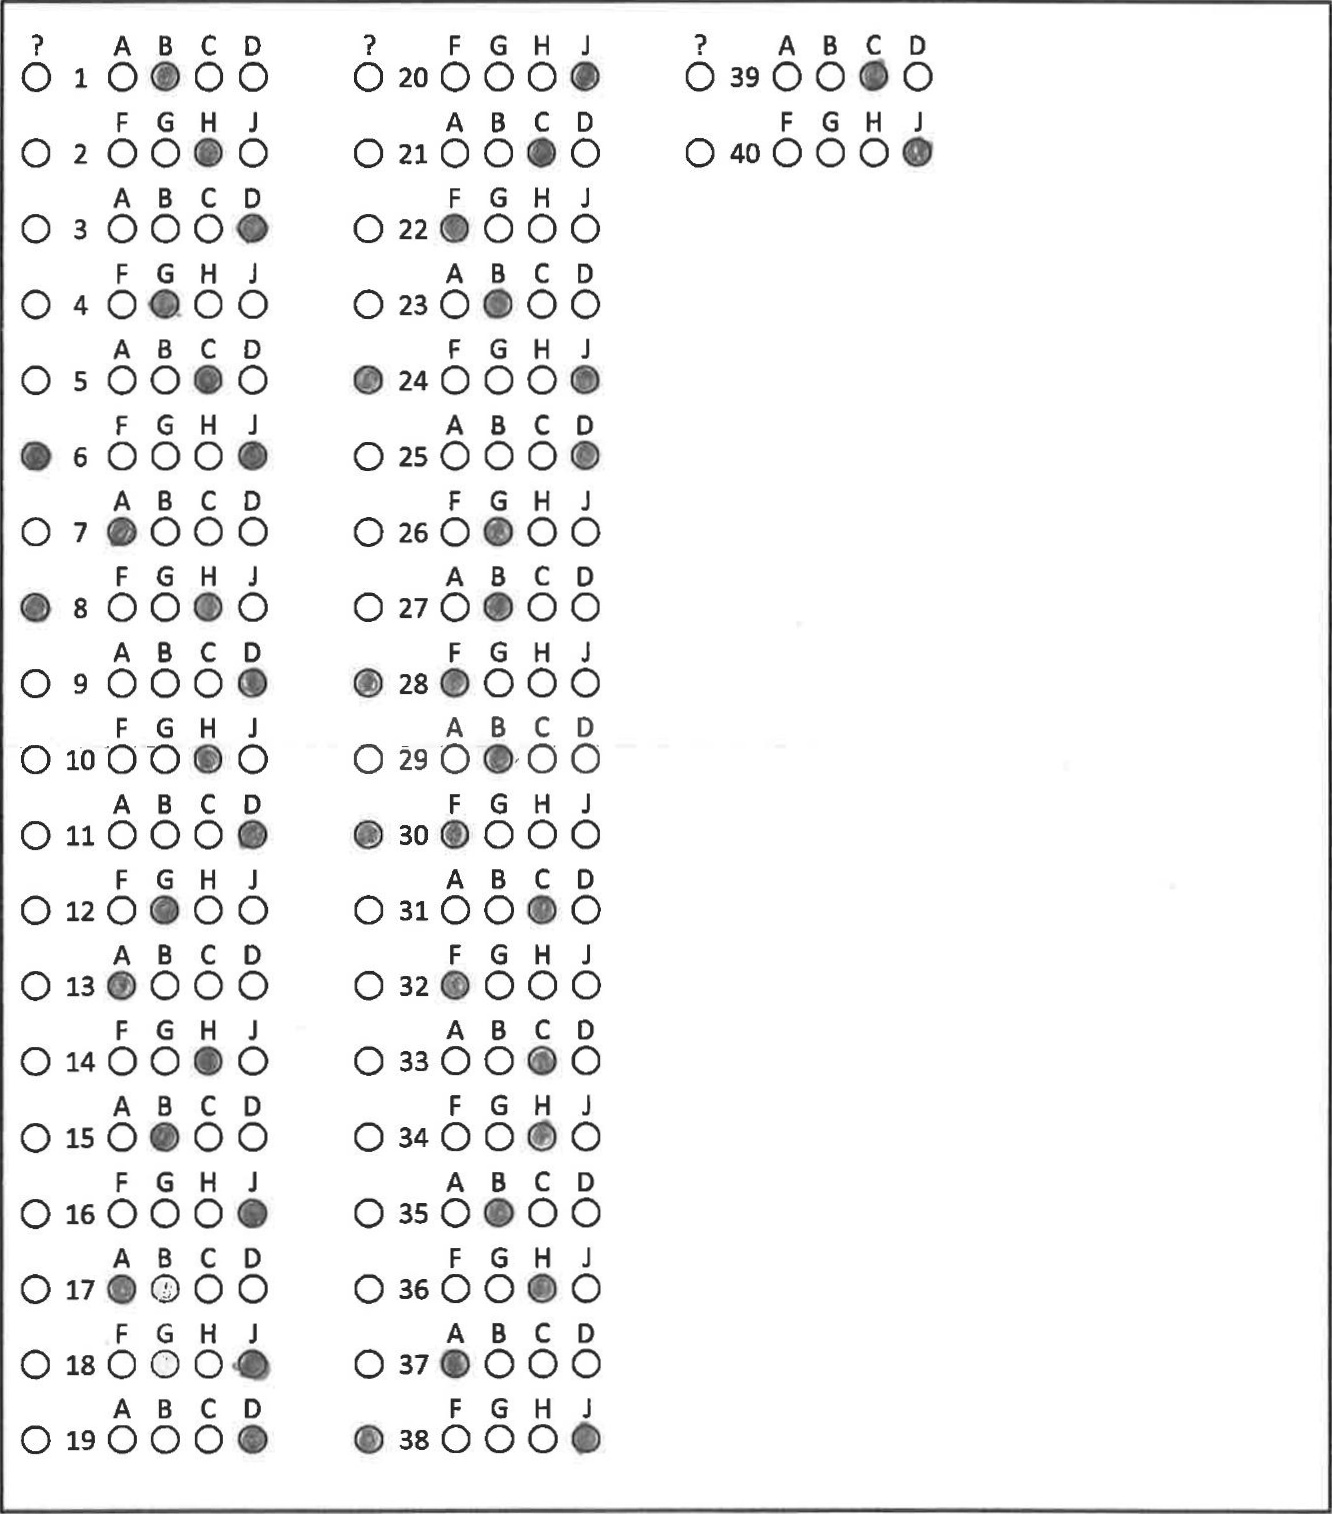 ? A B C D
1
F G H J
2
A B C D
3
F G H J
4
A B C D
5
F G H J
6
A B C D
7
F G H J
8
A B C D
9
F G H J
10
A B C D
11
F G H J
12
A B C D
13
F G H J
14
A B C D
15
F G H J
16
A B C D
17
F G H J
18
A B C D
19
? F G H J
20
A B C D
21
F G H J
22
A B C D
23
F G H J
24
A B C D
25
F G H J
26
A B C D
27
F G H J
28
A B C D
29
F G H J
30
A B C D
31
F G H J
32
A B C D
33
F G H J
34
A B C D
35
F G H J
36
A B C D
37
F G H J
38
? A B C D
39
F G H J
40